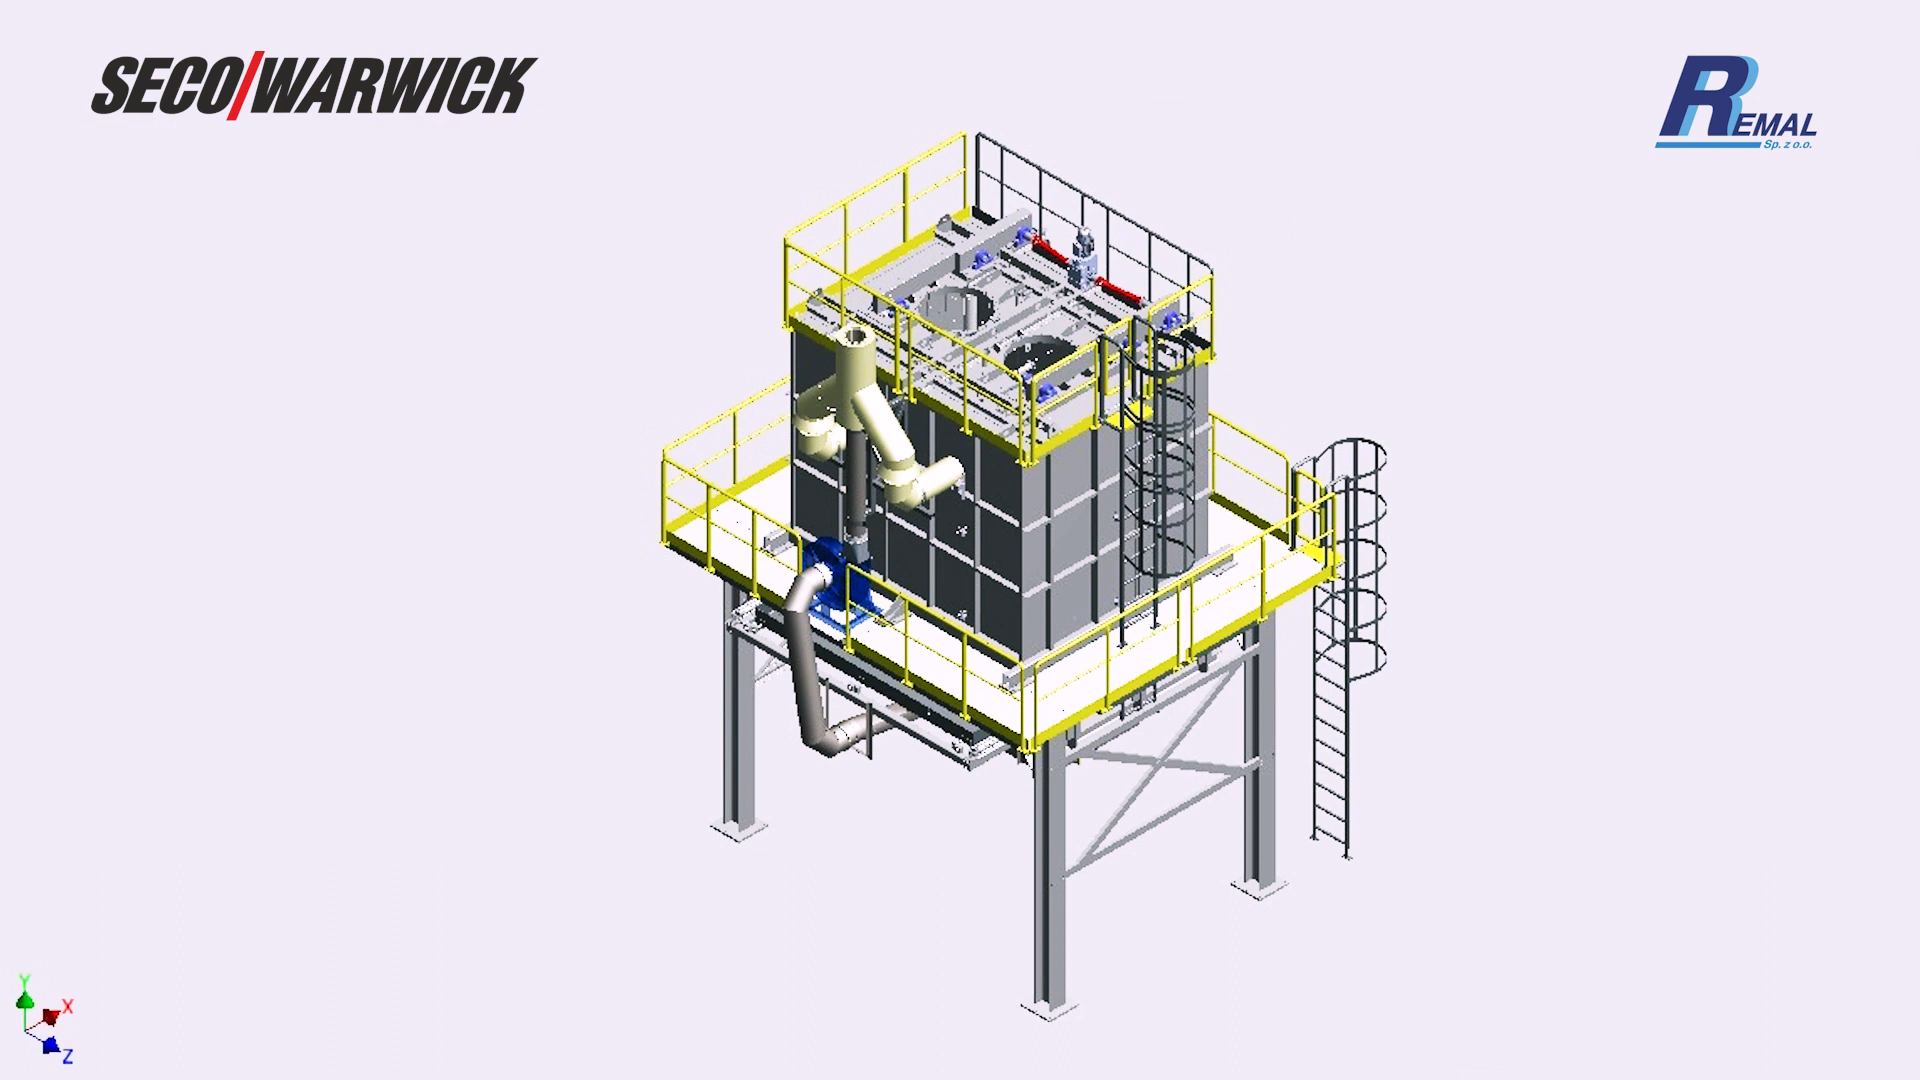 SECO/WARWICK
REMAL
Sp. z o.o.
Y
X
Z